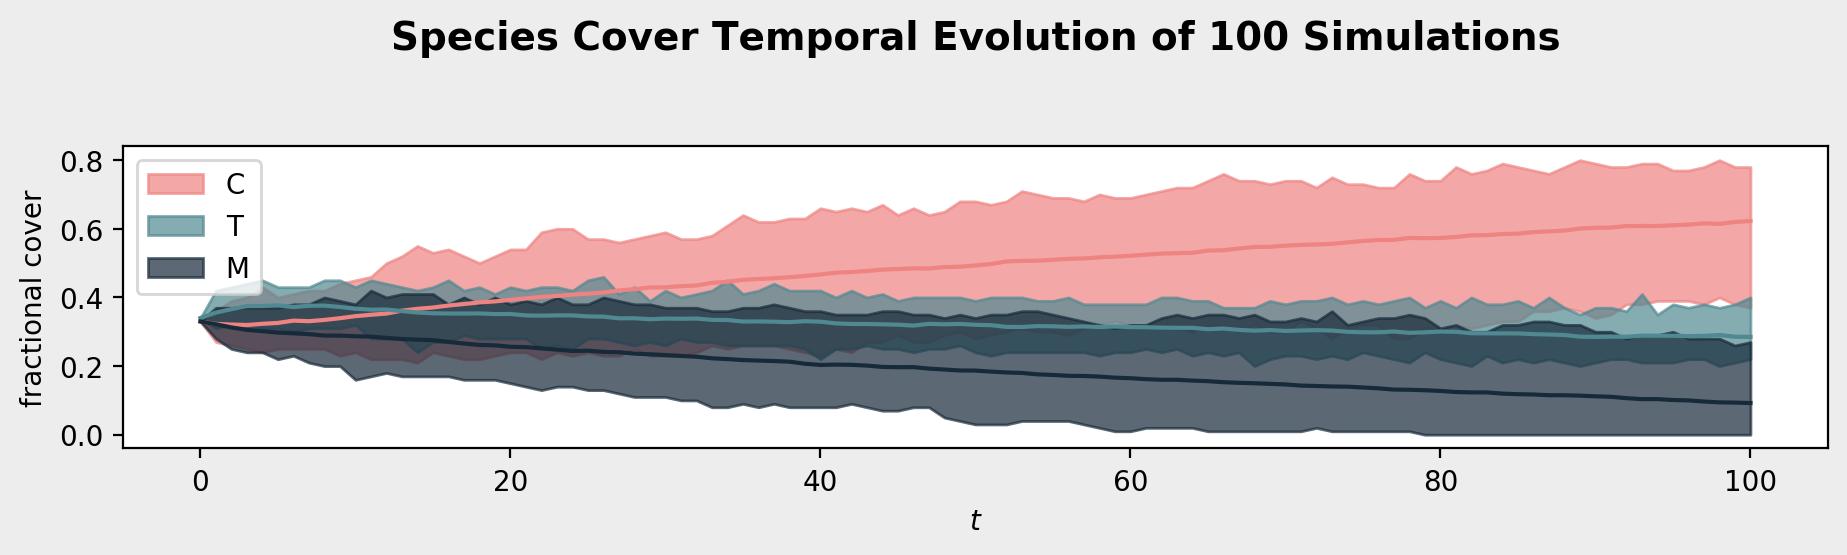 Species Cover Temporal Evolution of 100 Simulations
fractional cover
0.8
0.6
0.4
0.2
0.0
C
T
M
0 20 40 60 80 100
t